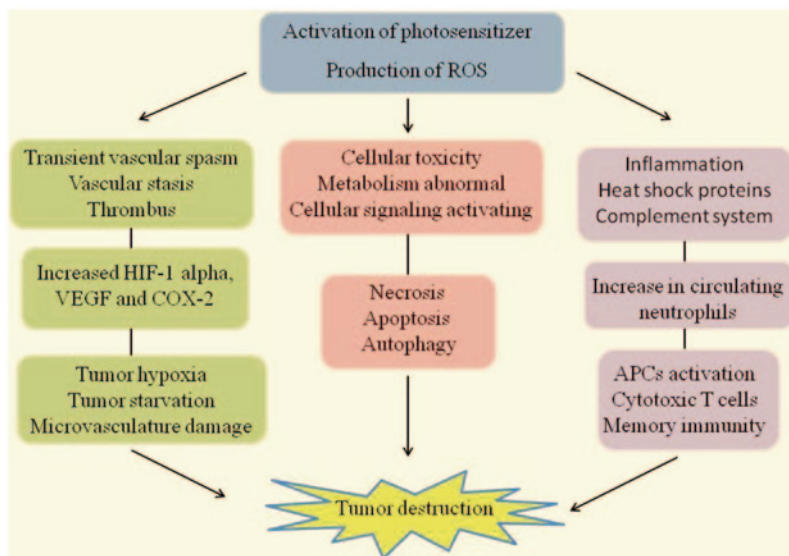 Activation of photosensitizer
Production of ROS
Transient vascular spasm
Vascular stasis
Thrombus
Increased HIF-1 alpha,
VEGF and COX-2
Tumor hypoxia
Tumor starvation
Microvasculature damage
Cellular toxicity
Metabolism abnormal
Cellular signaling activating
Necrosis
Apoptosis
Autophagy
Inflammation
Heat shock proteins
Complement system
Increase in circulating
neutrophils
APCs activation
Cytotoxic T cells
Memory immunity
Tumor destruction